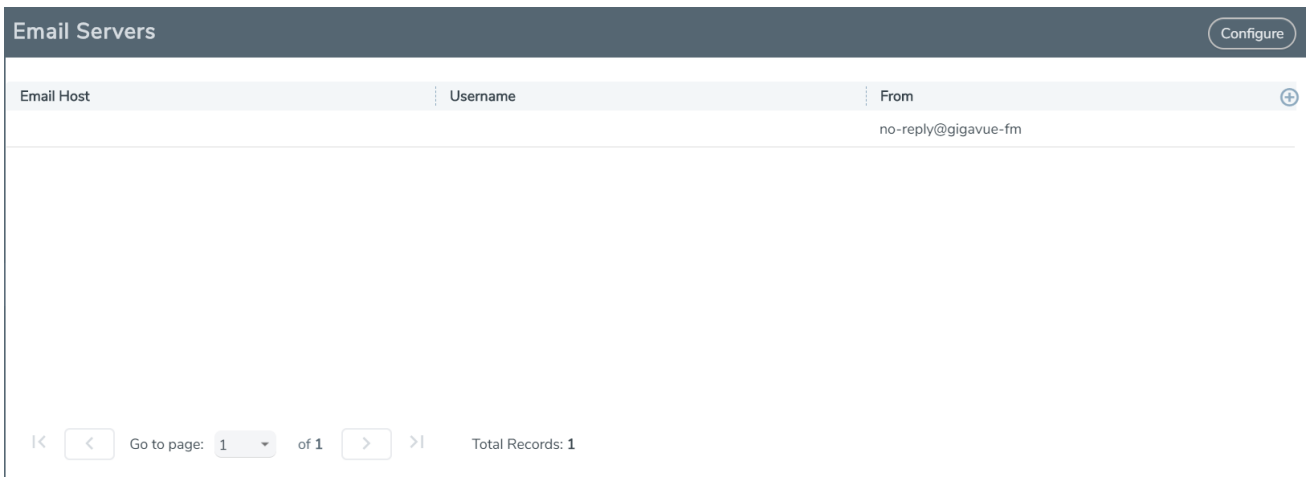 Email Servers
Configure
Email Host Username From
no-reply@gigavue-fm
Go to page: 1 of 1 Total Records: 1